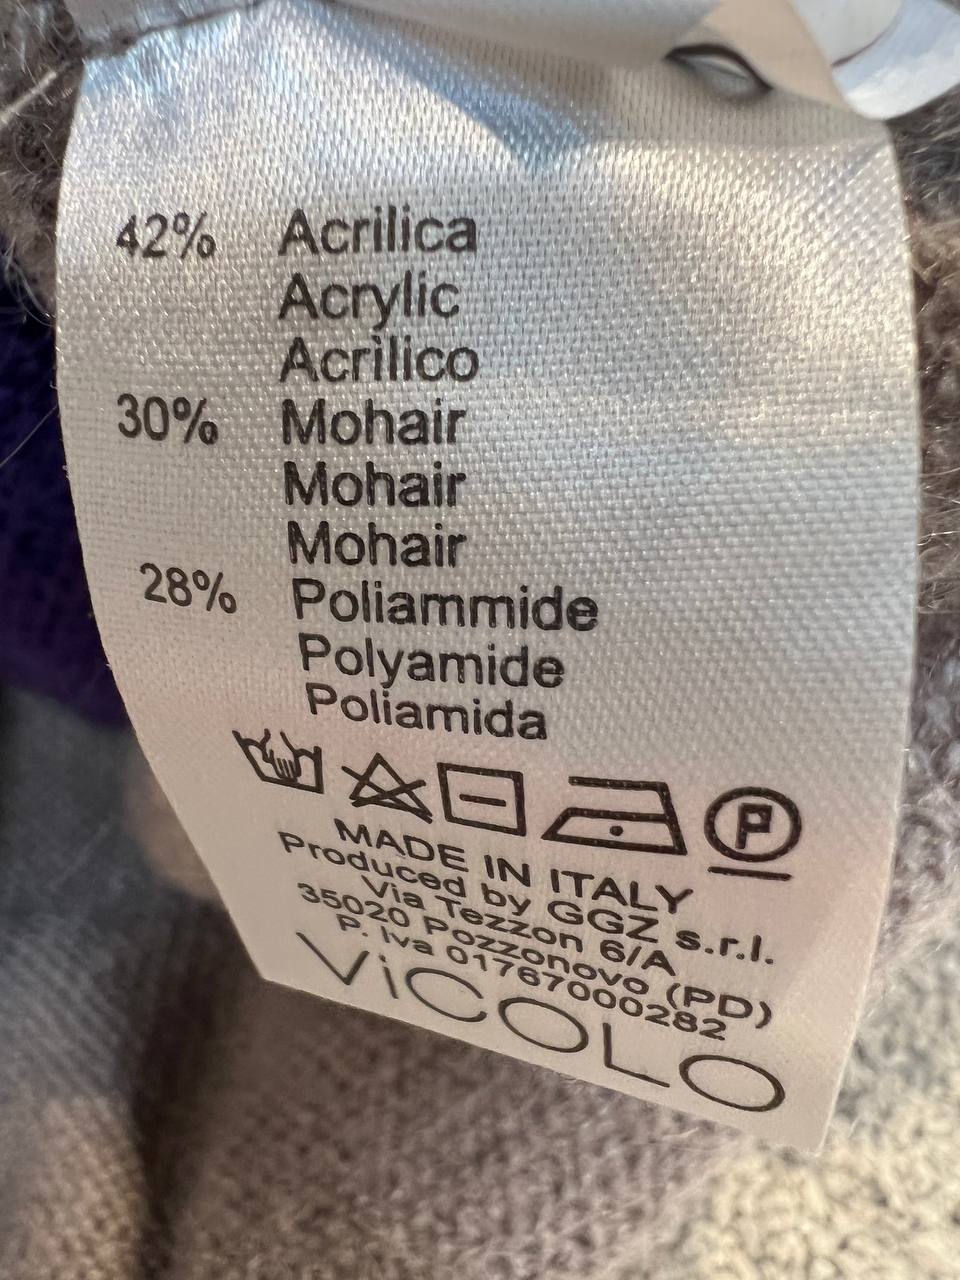 42% Acrilica
Acrylic
Acrilico
30% Mohair
Mohair
Mohair
28% Poliammide
Polyamide
Poliamida
P
MADE IN ITALY
Produced by GGZ s.r.l.
Via Tezzon 6/A
35020 Pozzonovo (PD)
P. Iva 01767000282
ViCOLO